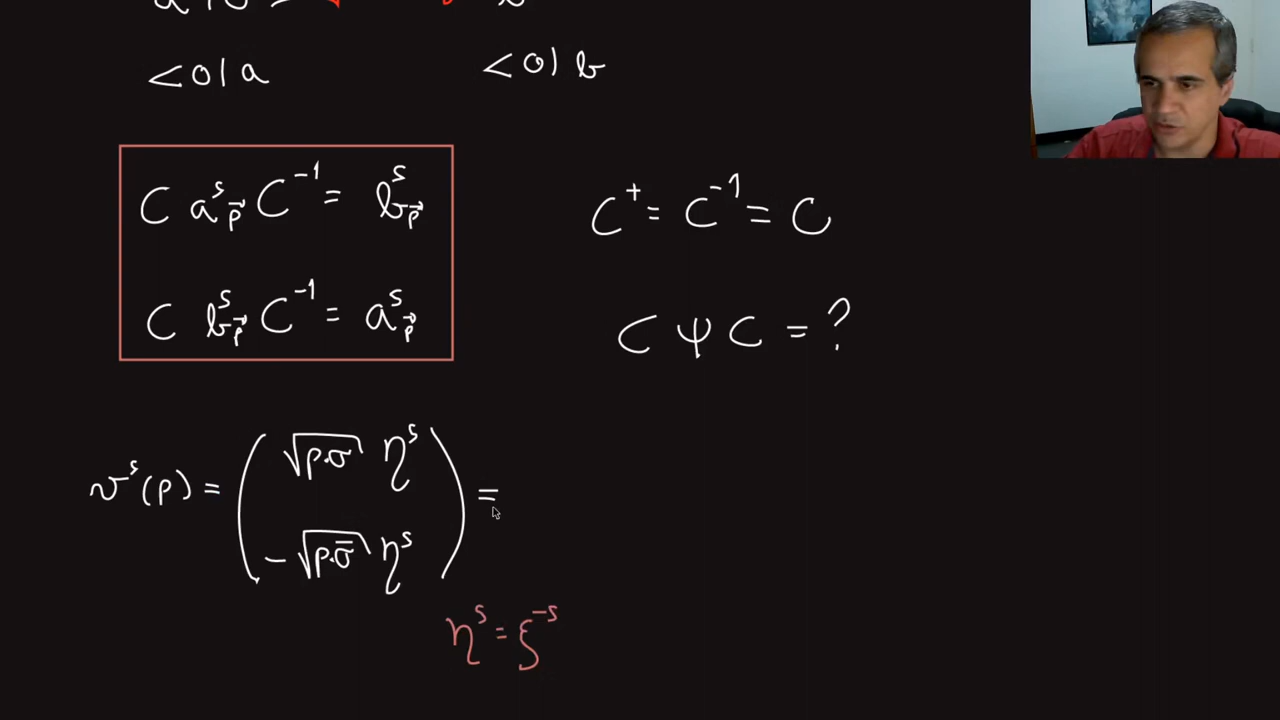 <0|a <0|b
C a^s_p⃗ C^-1 = b^s_p⃗
C b^s_p⃗ C^-1 = a^s_p⃗
C^+ = C^-1 = C
C ψ C = ?
v^s(p) = ( √p·σ η^s
-√p·σ̄ η^s ) =
η^s = ξ^-s